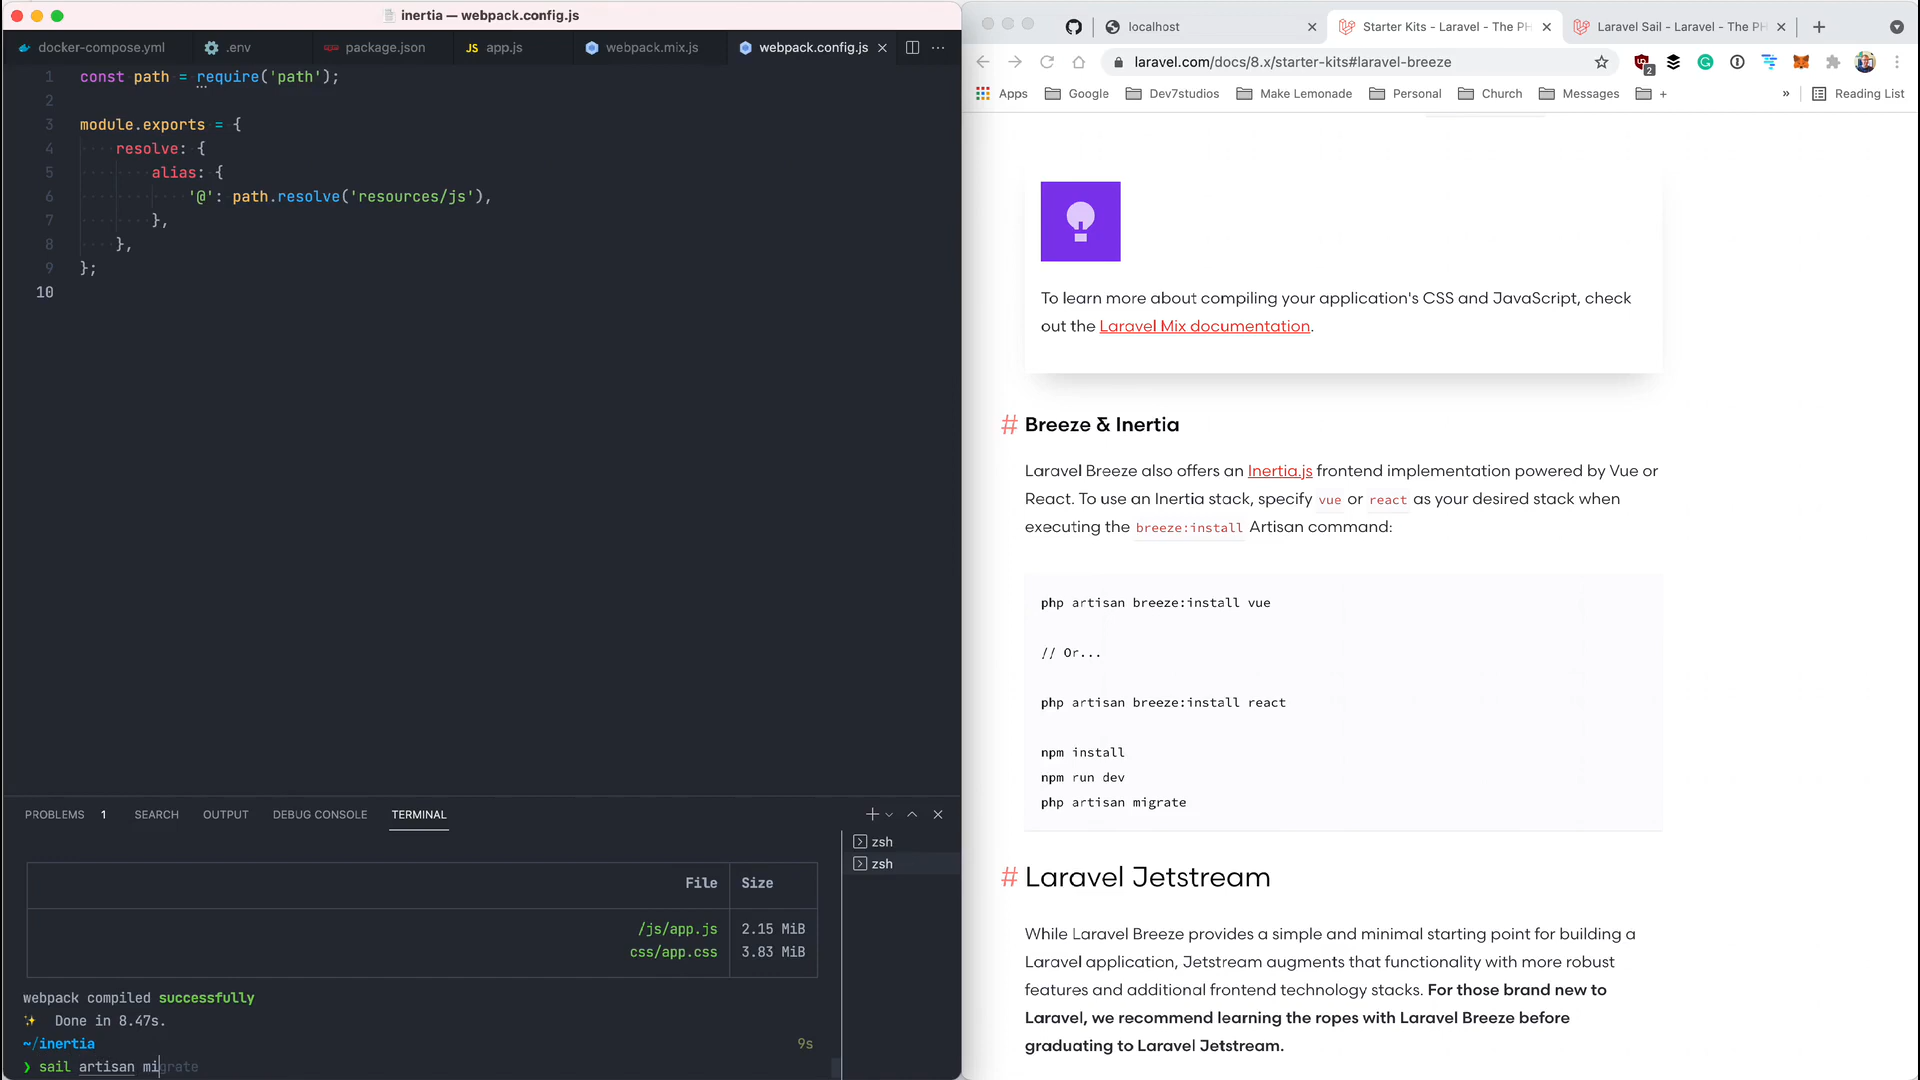 inertia — webpack.config.js
docker-compose.yml
.env
package.json
JS app.js
webpack.mix.js
webpack.config.js
1 const path = require('path');
2
3 module.exports = {
4 resolve: {
5 alias: {
6 '@': path.resolve('resources/js'),
7 },
8 },
9 };
10
PROBLEMS 1
SEARCH
OUTPUT
DEBUG CONSOLE
TERMINAL
zsh
zsh
File Size
/js/app.js 2.15 MiB
css/app.css 3.83 MiB
webpack compiled successfully
✨ Done in 8.47s.
~/inertia 9s
❯ sail artisan migrate
localhost
Starter Kits - Laravel - The PH
Laravel Sail - Laravel - The PH
laravel.com/docs/8.x/starter-kits#laravel-breeze
2
Apps
Google
Dev7studios
Make Lemonade
Personal
Church
Messages
+
»
Reading List
To learn more about compiling your application's CSS and JavaScript, check
out the Laravel Mix documentation.
# Breeze & Inertia
Laravel Breeze also offers an Inertia.js frontend implementation powered by Vue or
React. To use an Inertia stack, specify vue or react as your desired stack when
executing the breeze:install Artisan command:
php artisan breeze:install vue
// Or...
php artisan breeze:install react
npm install
npm run dev
php artisan migrate
# Laravel Jetstream
While Laravel Breeze provides a simple and minimal starting point for building a
Laravel application, Jetstream augments that functionality with more robust
features and additional frontend technology stacks. For those brand new to
Laravel, we recommend learning the ropes with Laravel Breeze before
graduating to Laravel Jetstream.